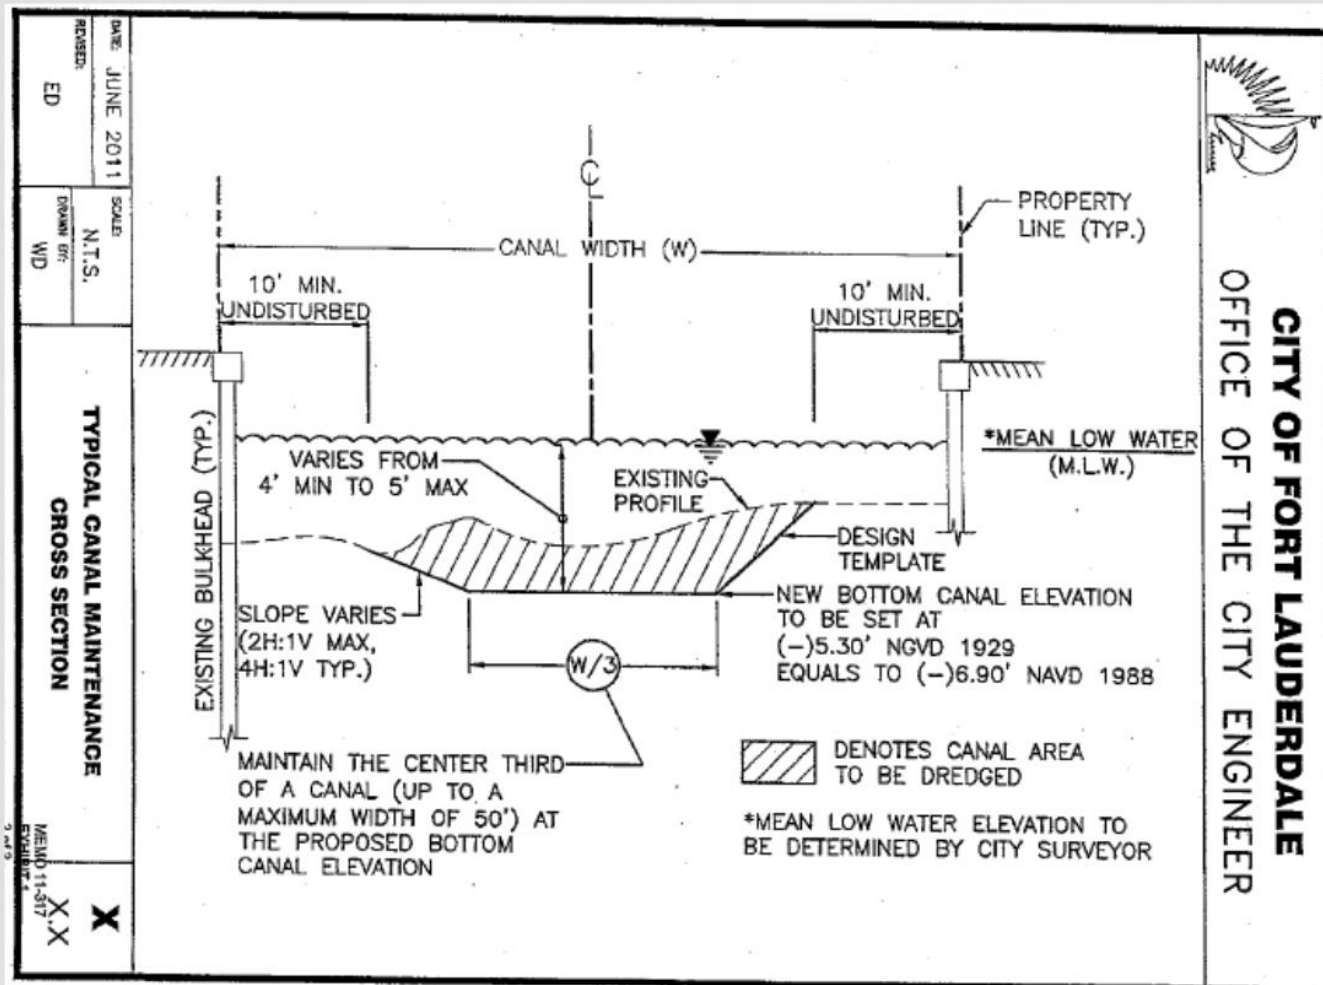 CITY OF FORT LAUDERDALE
OFFICE OF THE CITY ENGINEER
℄
PROPERTY
LINE (TYP.)
CANAL WIDTH (W)
10' MIN.
UNDISTURBED
10' MIN.
UNDISTURBED
*MEAN LOW WATER
(M.L.W.)
VARIES FROM
4' MIN TO 5' MAX
EXISTING
PROFILE
EXISTING BULKHEAD (TYP.)
DESIGN
TEMPLATE
SLOPE VARIES
(2H:1V MAX,
4H:1V TYP.)
NEW BOTTOM CANAL ELEVATION
TO BE SET AT
(-)5.30' NGVD 1929
EQUALS TO (-)6.90' NAVD 1988
W/3
MAINTAIN THE CENTER THIRD
OF A CANAL (UP TO A
MAXIMUM WIDTH OF 50') AT
THE PROPOSED BOTTOM
CANAL ELEVATION
DENOTES CANAL AREA
TO BE DREDGED
*MEAN LOW WATER ELEVATION TO
BE DETERMINED BY CITY SURVEYOR
DATE: JUNE 2011
REVISED:
ED
SCALE:
N.T.S.
DRAWN BY:
WD
TYPICAL CANAL MAINTENANCE
CROSS SECTION
X
X.X
MEMO 11-317
EXHIBIT 1